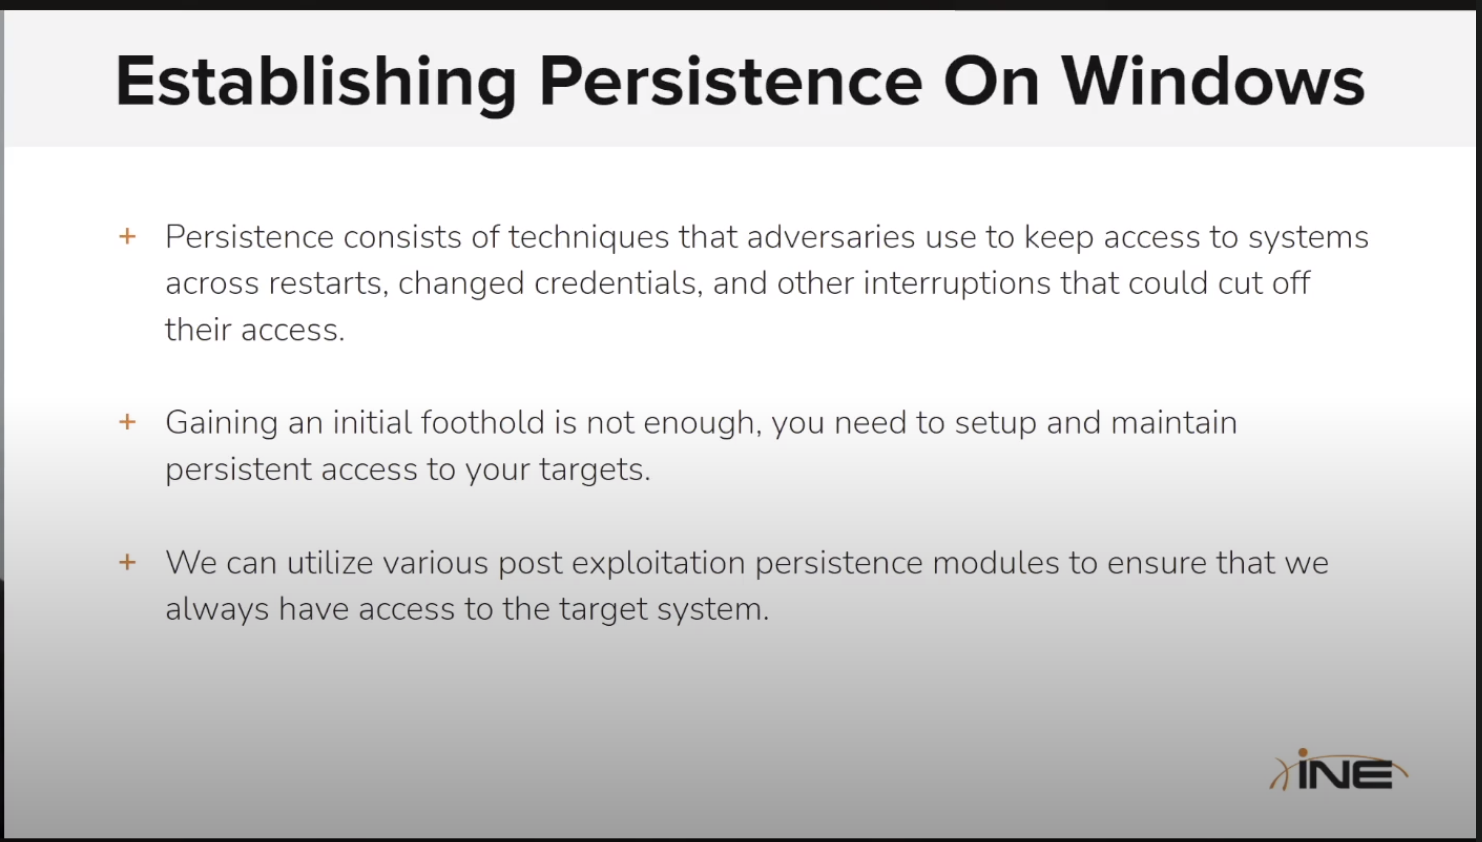 Establishing Persistence On Windows
+ Persistence consists of techniques that adversaries use to keep access to systems
across restarts, changed credentials, and other interruptions that could cut off
their access.
+ Gaining an initial foothold is not enough, you need to setup and maintain
persistent access to your targets.
+ We can utilize various post exploitation persistence modules to ensure that we
always have access to the target system.
iNE